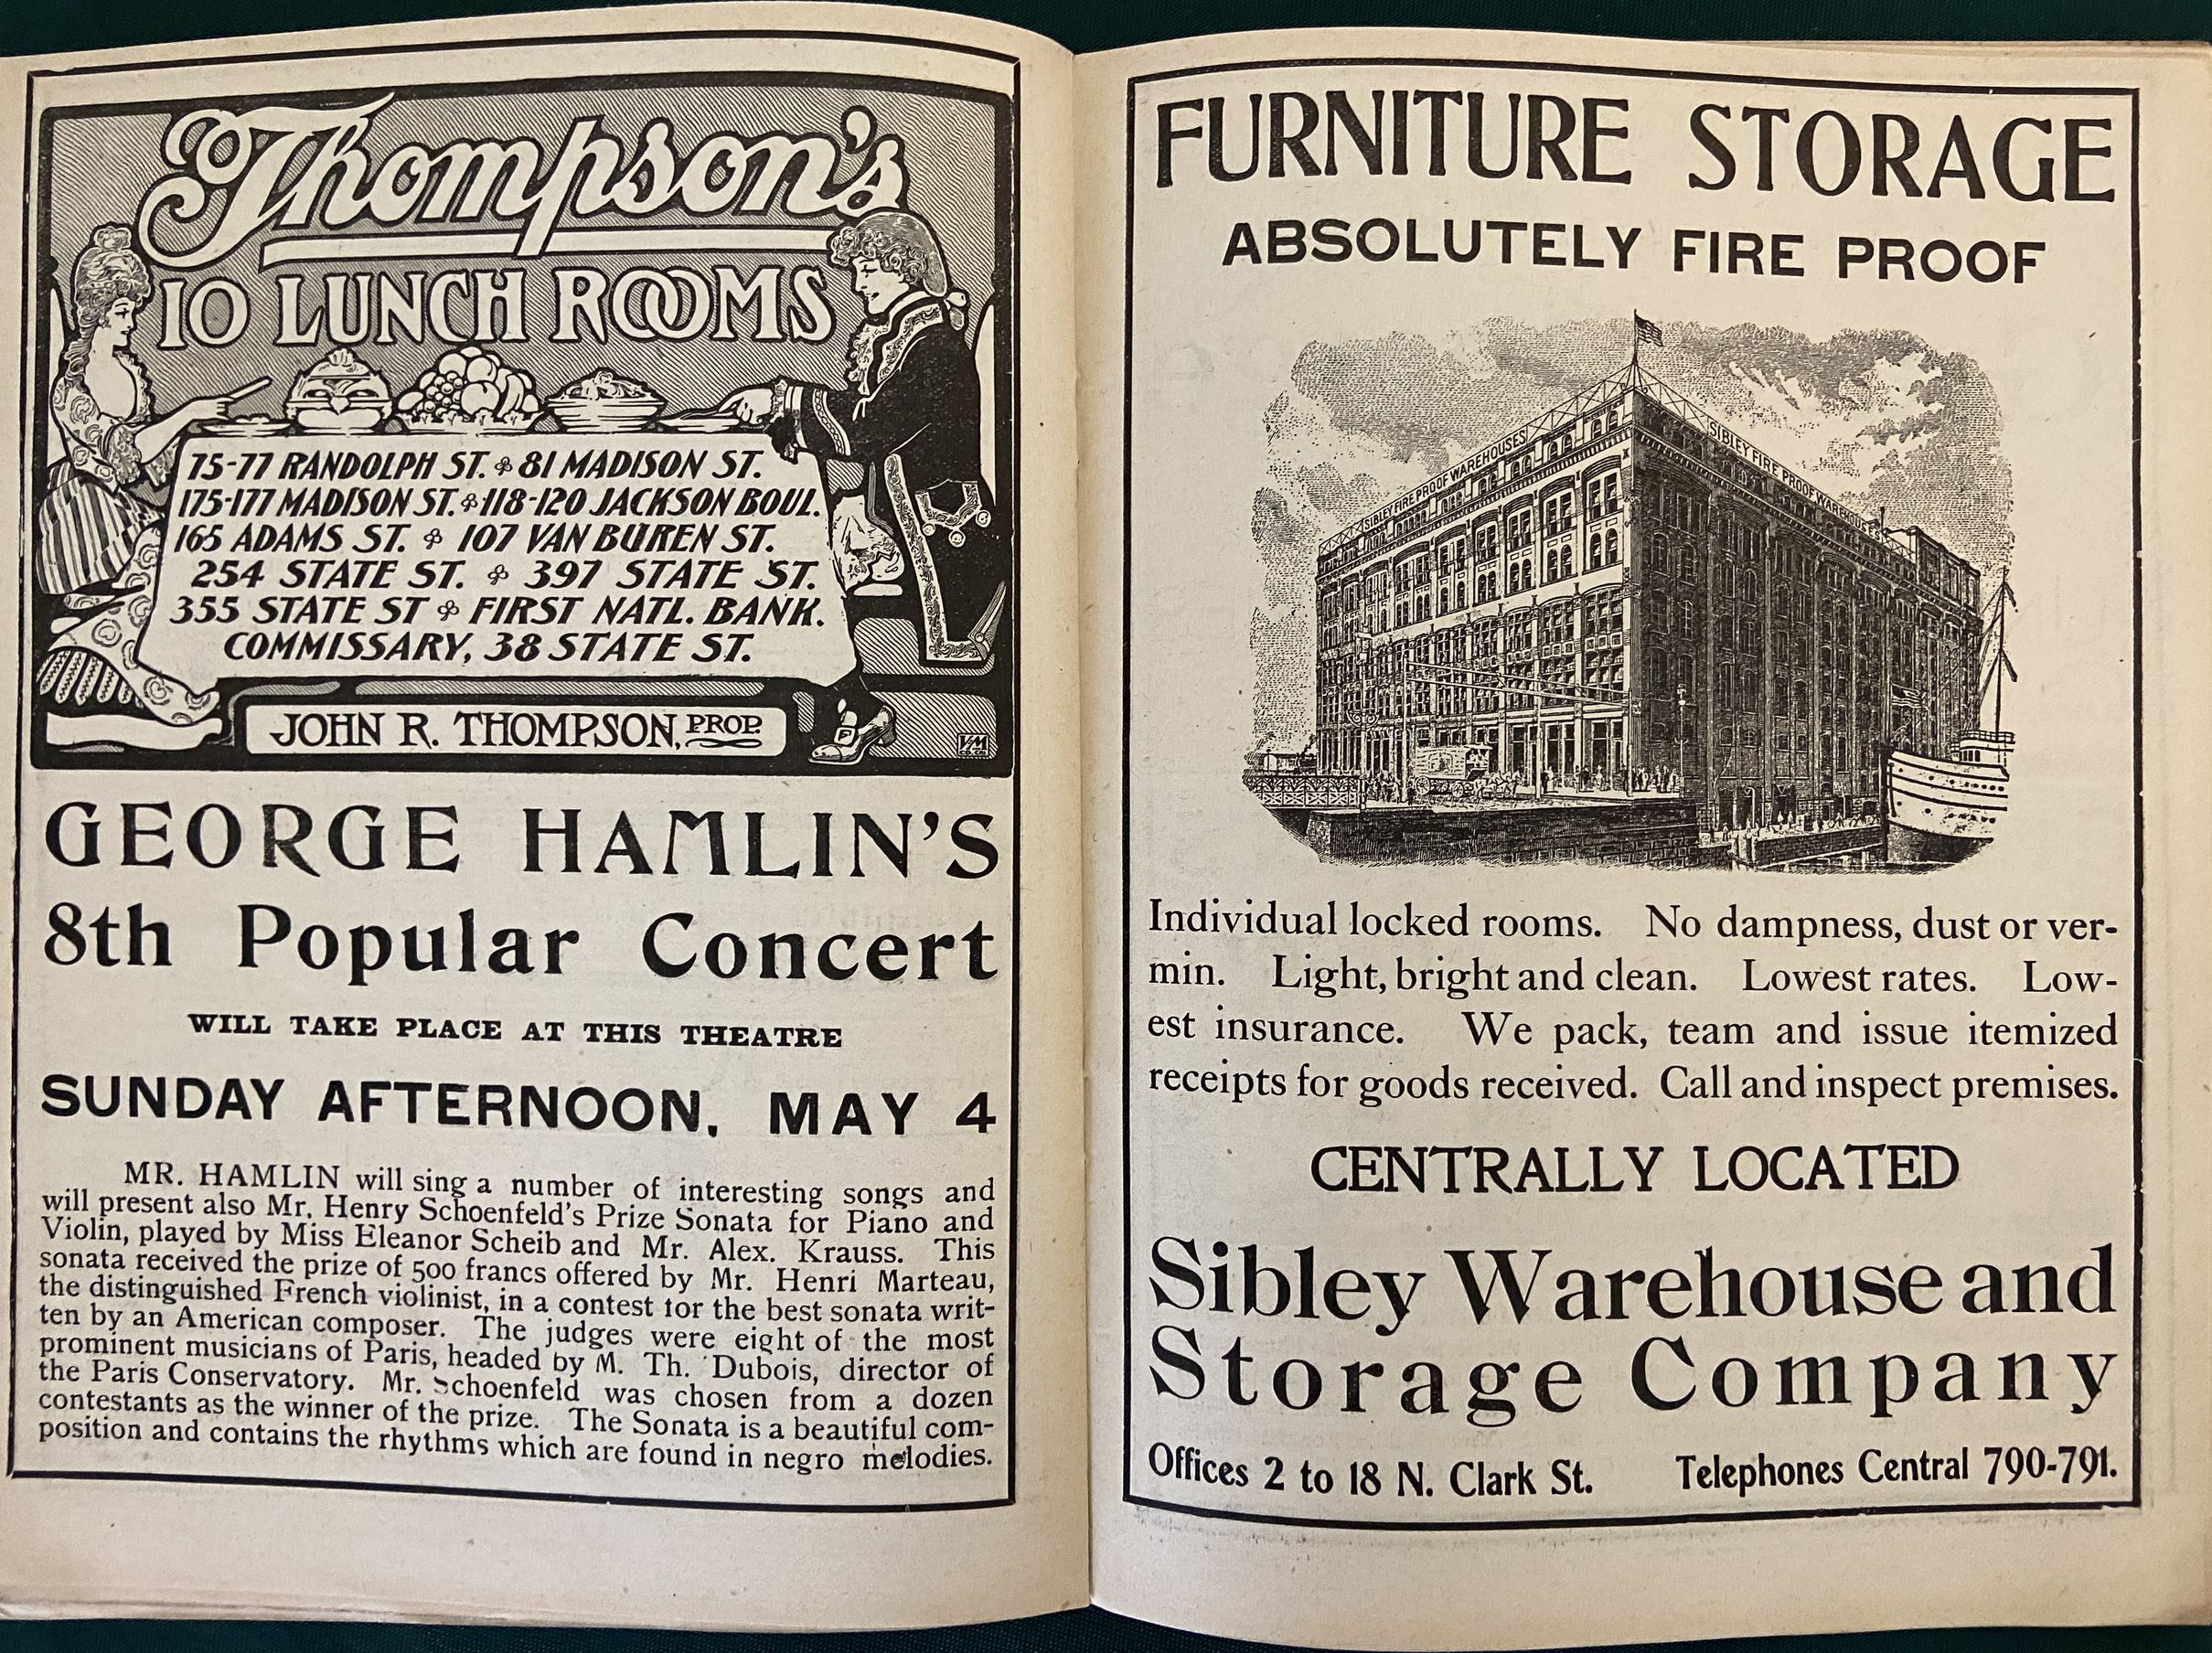 Thompson's
10 LUNCH ROOMS
75-77 RANDOLPH ST. 81 MADISON ST.
175-177 MADISON ST. 118-120 JACKSON BOUL.
165 ADAMS ST. 107 VAN BUREN ST.
254 STATE ST. 397 STATE ST.
355 STATE ST FIRST NATL. BANK.
COMMISSARY, 38 STATE ST.
JOHN R. THOMPSON, PROP.
GEORGE HAMLIN'S
8th Popular Concert
WILL TAKE PLACE AT THIS THEATRE
SUNDAY AFTERNOON, MAY 4
MR. HAMLIN will sing a number of interesting songs and
will present also Mr. Henry Schoenfeld's Prize Sonata for Piano and
Violin, played by Miss Eleanor Scheib and Mr. Alex. Krauss. This
sonata received the prize of 500 francs offered by Mr. Henri Marteau,
the distinguished French violinist, in a contest for the best sonata writ-
ten by an American composer. The judges were eight of the most
prominent musicians of Paris, headed by M. Th. Dubois, director of
the Paris Conservatory. Mr. Schoenfeld was chosen from a dozen
contestants as the winner of the prize. The Sonata is a beautiful com-
position and contains the rhythms which are found in negro melodies.
FURNITURE STORAGE
ABSOLUTELY FIRE PROOF
SIBLEY FIRE PROOF WAREHOUSES
SIBLEY FIRE PROOF WAREHOUSES
Individual locked rooms. No dampness, dust or ver-
min. Light, bright and clean. Lowest rates. Low-
est insurance. We pack, team and issue itemized
receipts for goods received. Call and inspect premises.
CENTRALLY LOCATED
Sibley Warehouse and
Storage Company
Offices 2 to 18 N. Clark St. Telephones Central 790-791.